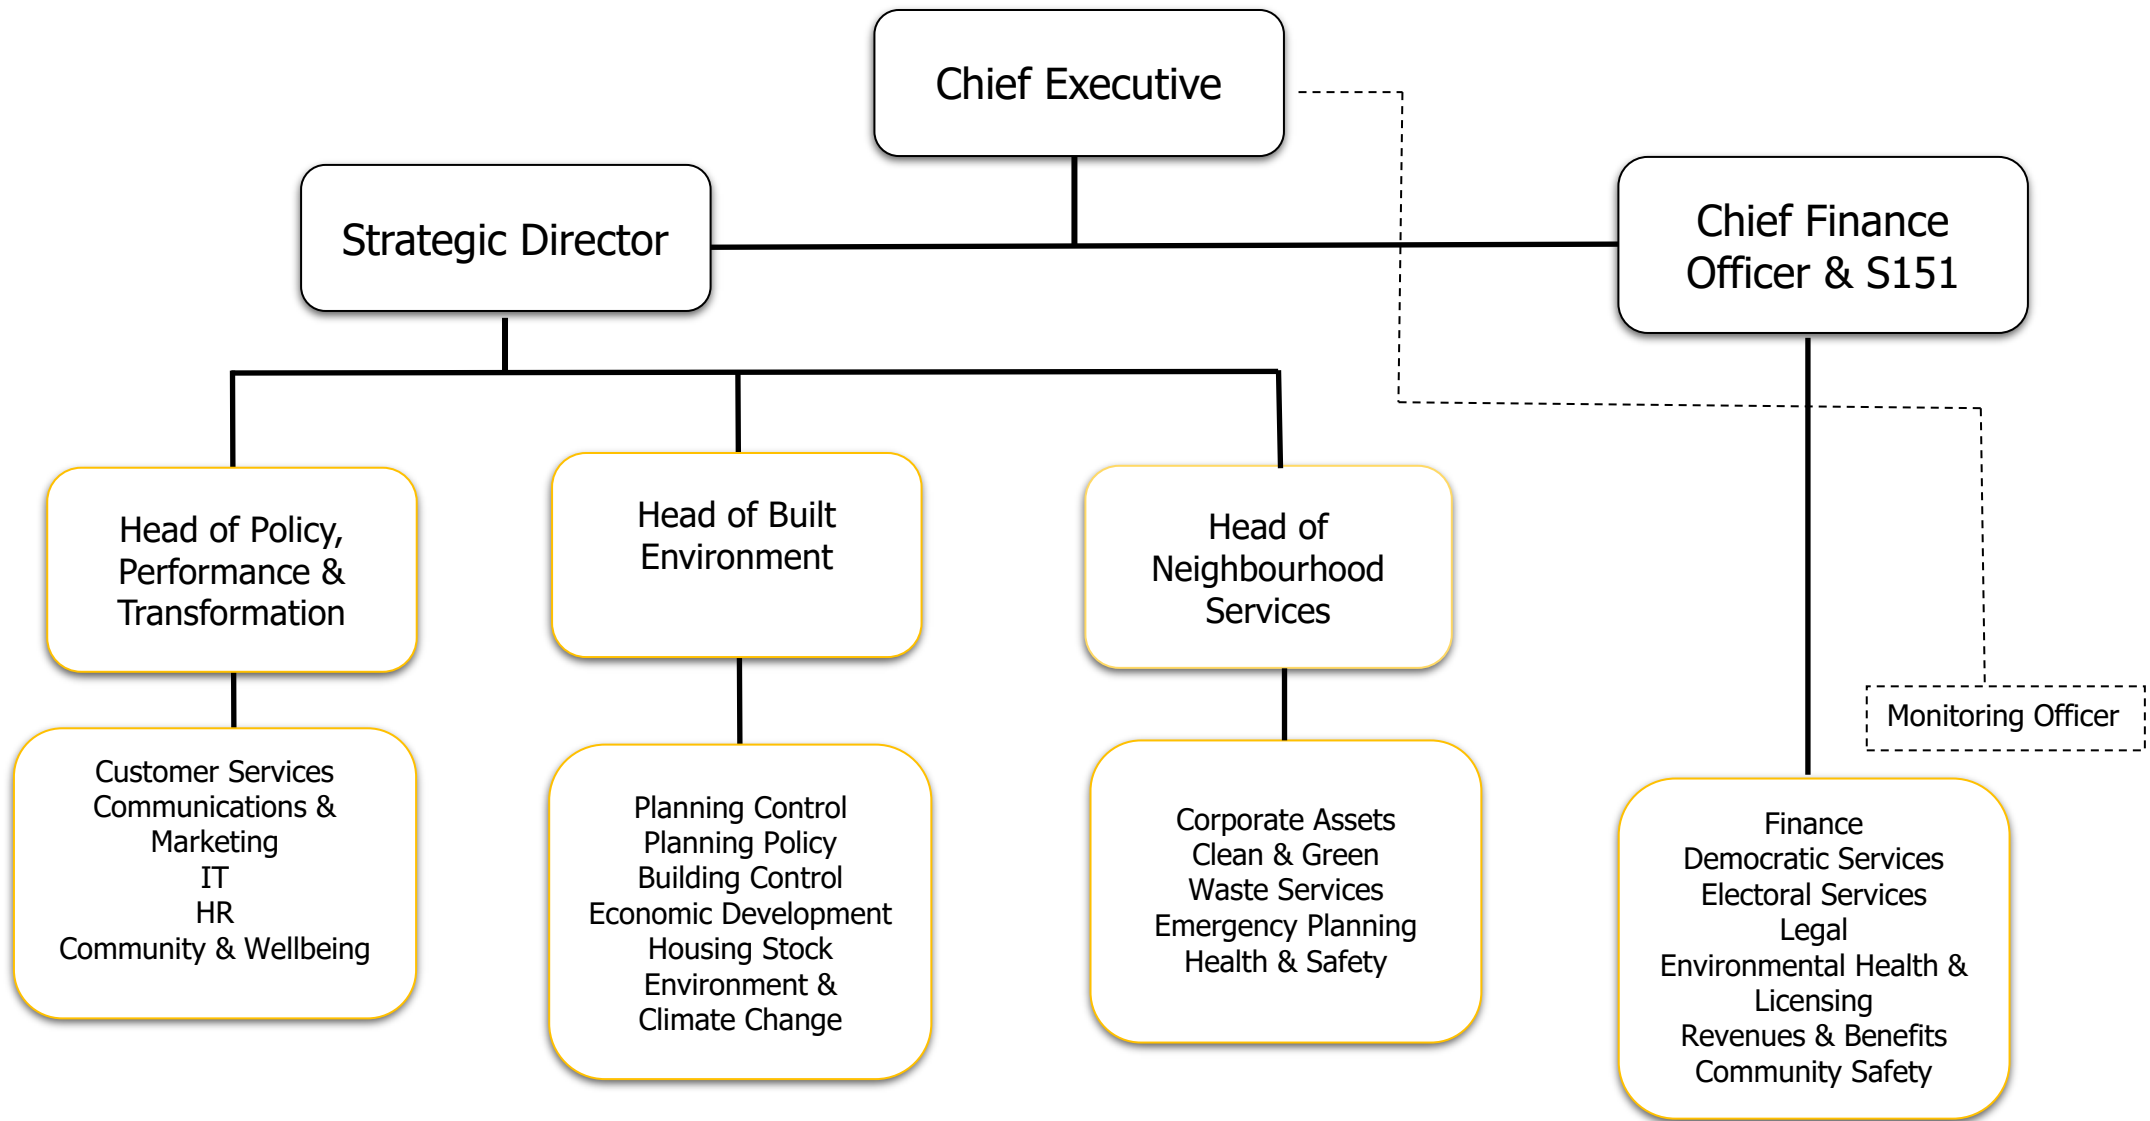 Chief Executive
Strategic Director
Chief Finance
Officer & S151
Head of Policy,
Performance &
Transformation
Head of Built
Environment
Head of
Neighbourhood
Services
Monitoring Officer
Customer Services
Communications &
Marketing
IT
HR
Community & Wellbeing
Planning Control
Planning Policy
Building Control
Economic Development
Housing Stock
Environment &
Climate Change
Corporate Assets
Clean & Green
Waste Services
Emergency Planning
Health & Safety
Finance
Democratic Services
Electoral Services
Legal
Environmental Health &
Licensing
Revenues & Benefits
Community Safety